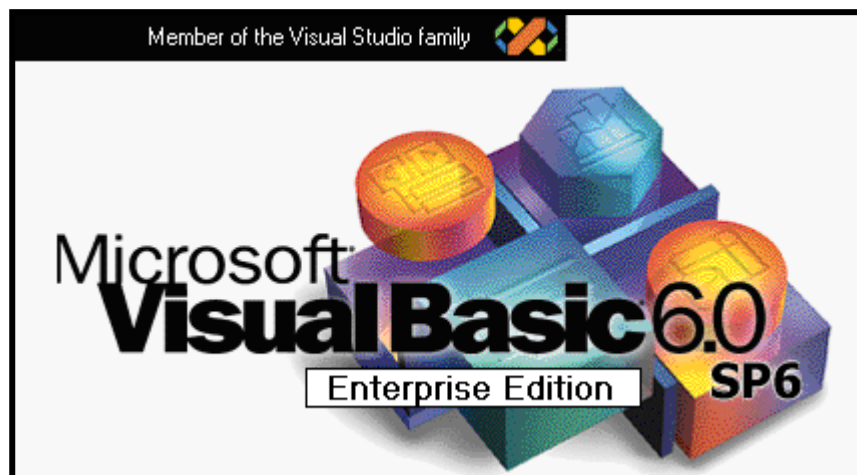 Member of the Visual Studio family
Microsoft
Visual Basic 6.0
SP6
Enterprise Edition